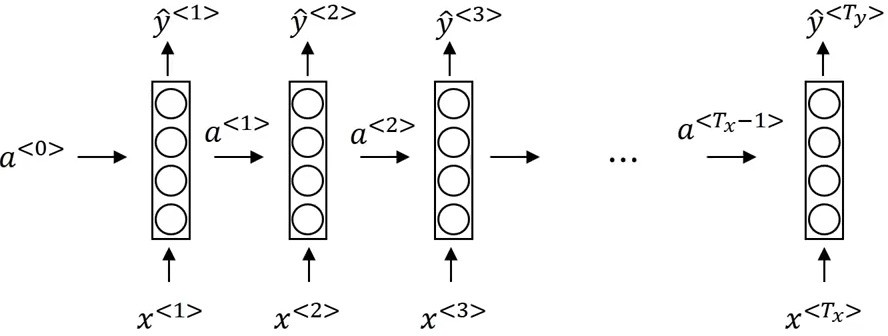 ŷ<1> ŷ<2> ŷ<3> ŷ<Ty>
a<0> a<1> a<2> ... a<Tx−1>
x<1> x<2> x<3> x<Tx>